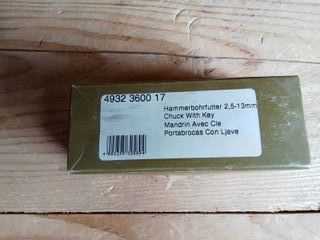 4932 3600 17
Hammerbohrfutter 2,5-13mm
Chuck With Key
Mandrin Avec Cle
Portabrocas Con Ljave